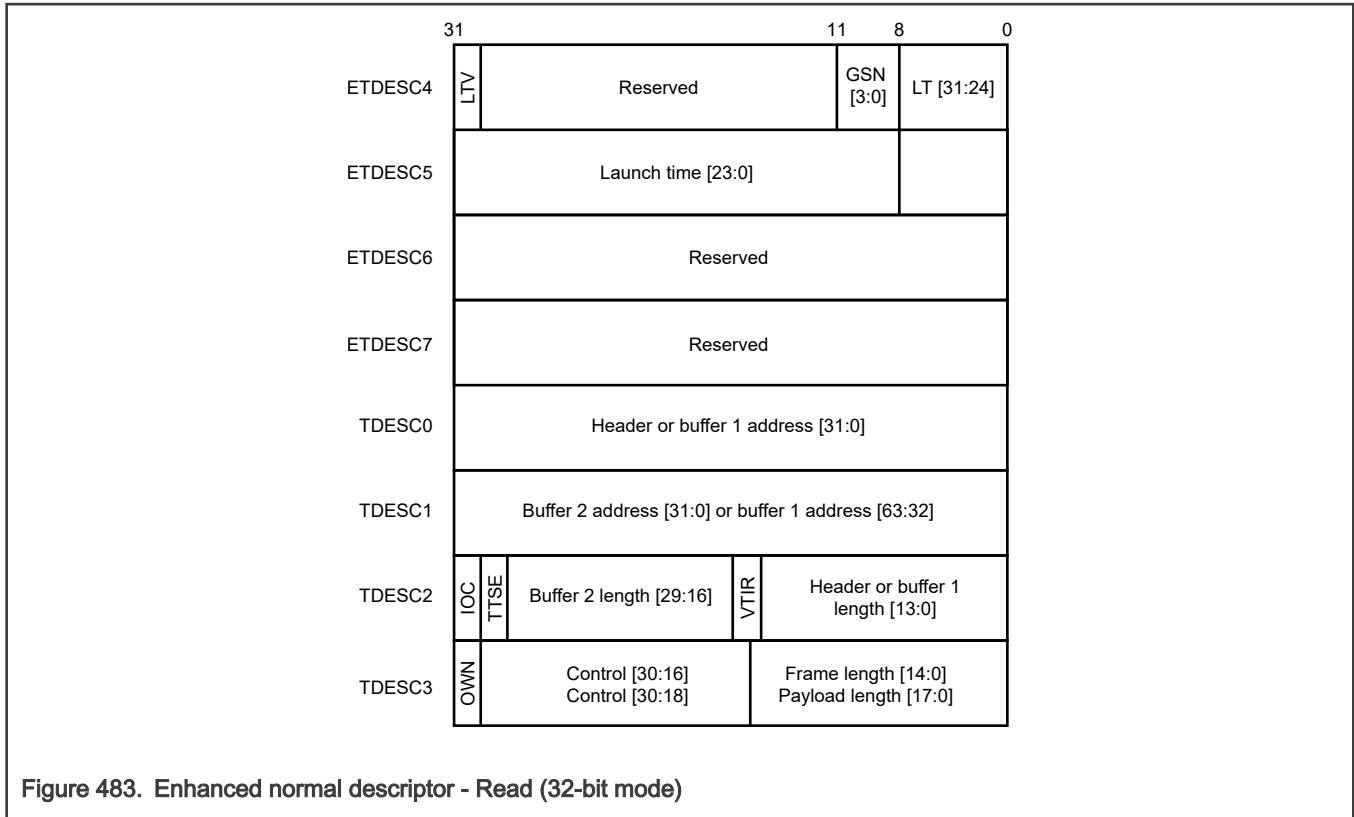 31 11 8 0
ETDESC4 LTV Reserved GSN LT [31:24]
[3:0]
ETDESC5 Launch time [23:0]
ETDESC6 Reserved
ETDESC7 Reserved
TDESC0 Header or buffer 1 address [31:0]
TDESC1 Buffer 2 address [31:0] or buffer 1 address [63:32]
TDESC2 IOC TTSE Buffer 2 length [29:16] VTIR Header or buffer 1
length [13:0]
TDESC3 OWN Control [30:16] Frame length [14:0]
Control [30:18] Payload length [17:0]
Figure 483. Enhanced normal descriptor - Read (32-bit mode)